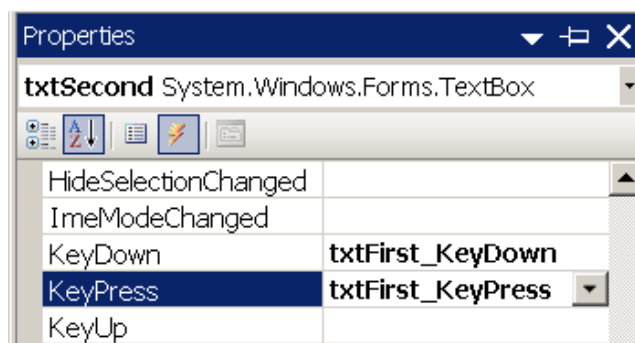 Properties
txtSecond System.Windows.Forms.TextBox
HideSelectionChanged
ImeModeChanged
KeyDown txtFirst_KeyDown
KeyPress txtFirst_KeyPress
KeyUp